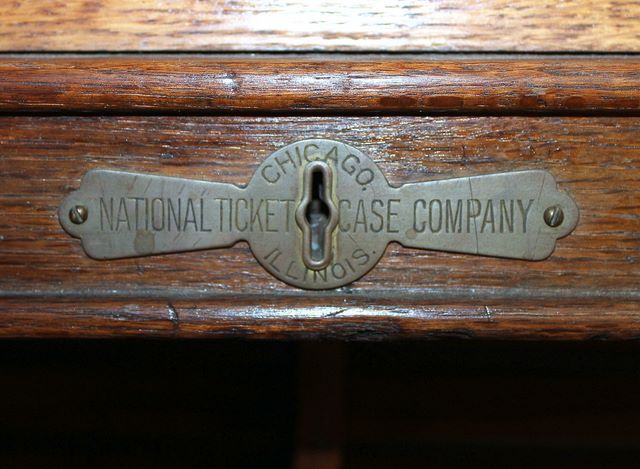 CHICAGO.
NATIONAL TICKET CASE COMPANY
ILLINOIS.